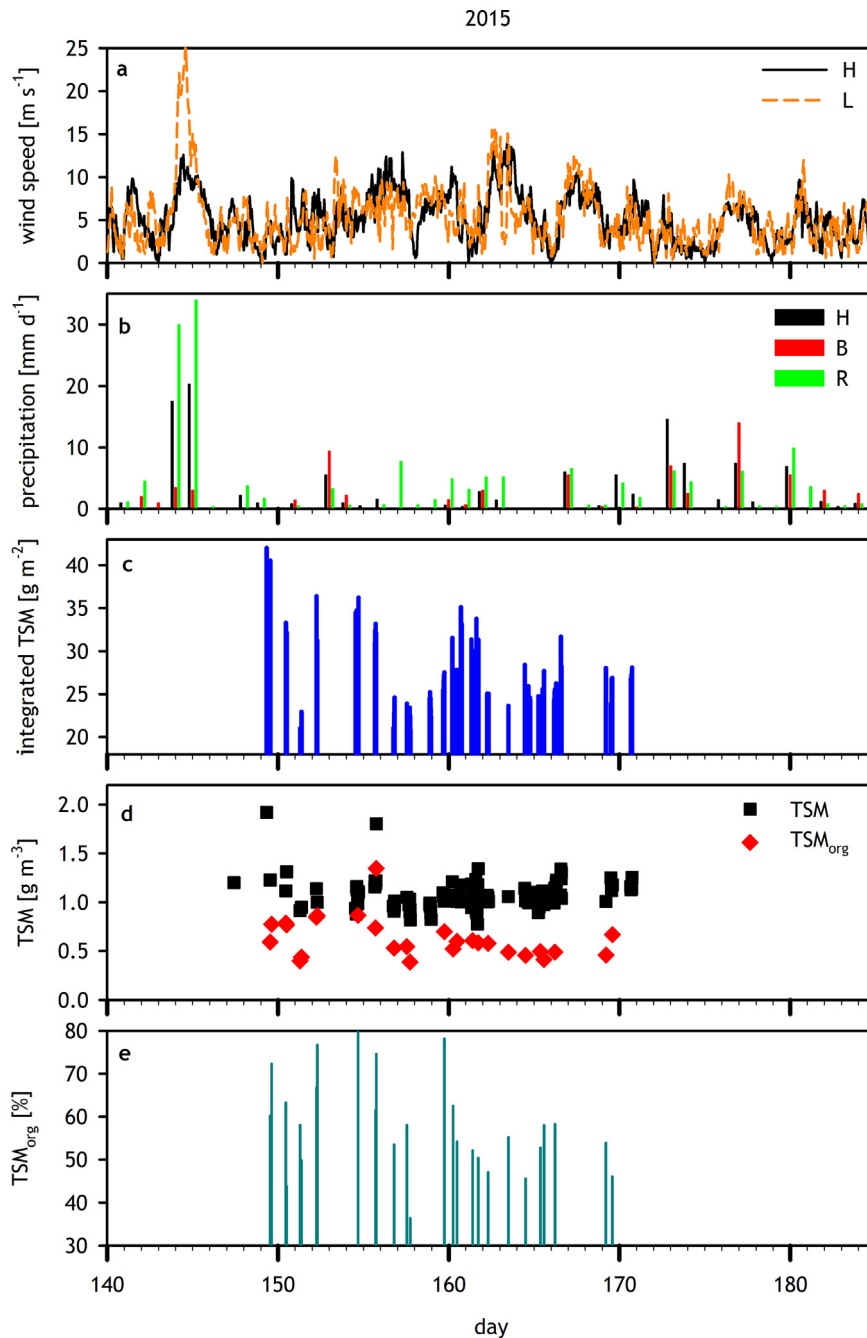 2015
a
H
L
wind speed [m s⁻¹]
25
20
15
10
5
0
b
H
B
R
precipitation [mm d⁻¹]
30
20
10
0
c
integrated TSM [g m⁻²]
40
35
30
25
20
d
TSM
TSMorg
TSM [g m⁻³]
2.0
1.5
1.0
0.5
0.0
e
TSMorg [%]
80
70
60
50
40
30
140 150 160 170 180
day